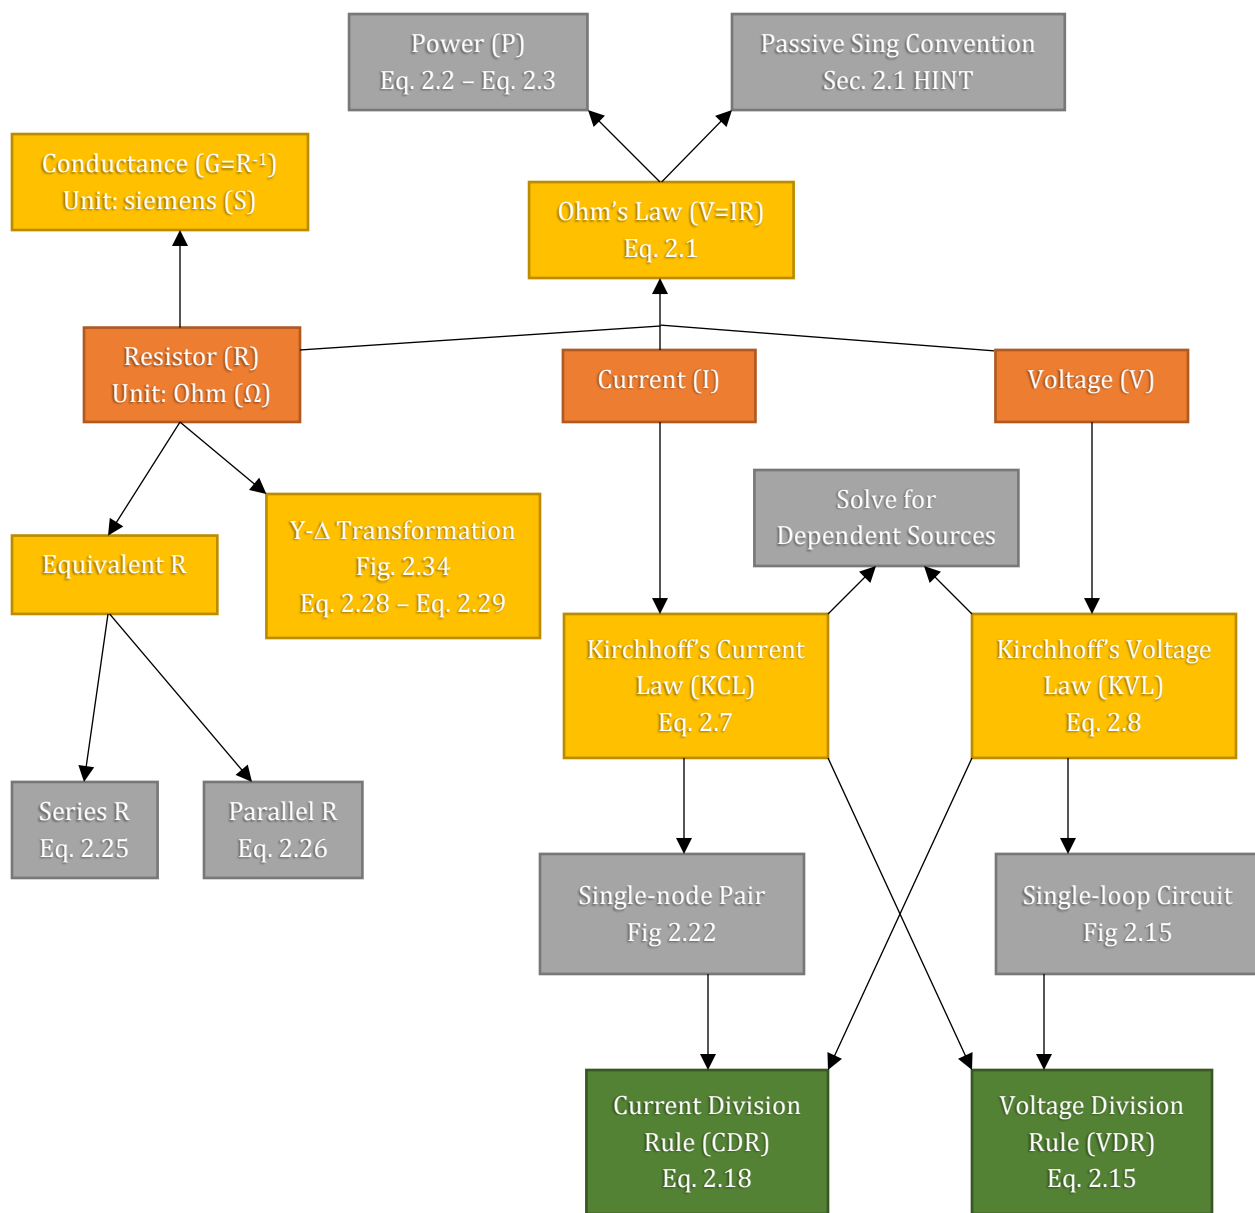 Power (P)
Eq. 2.2 – Eq. 2.3
Passive Sing Convention
Sec. 2.1 HINT
Conductance (G=R⁻¹)
Unit: siemens (S)
Ohm’s Law (V=IR)
Eq. 2.1
Resistor (R)
Unit: Ohm (Ω)
Current (I)
Voltage (V)
Solve for
Dependent Sources
Equivalent R
Y-Δ Transformation
Fig. 2.34
Eq. 2.28 – Eq. 2.29
Kirchhoff’s Current
Law (KCL)
Eq. 2.7
Kirchhoff’s Voltage
Law (KVL)
Eq. 2.8
Series R
Eq. 2.25
Parallel R
Eq. 2.26
Single-node Pair
Fig 2.22
Single-loop Circuit
Fig 2.15
Current Division
Rule (CDR)
Eq. 2.18
Voltage Division
Rule (VDR)
Eq. 2.15